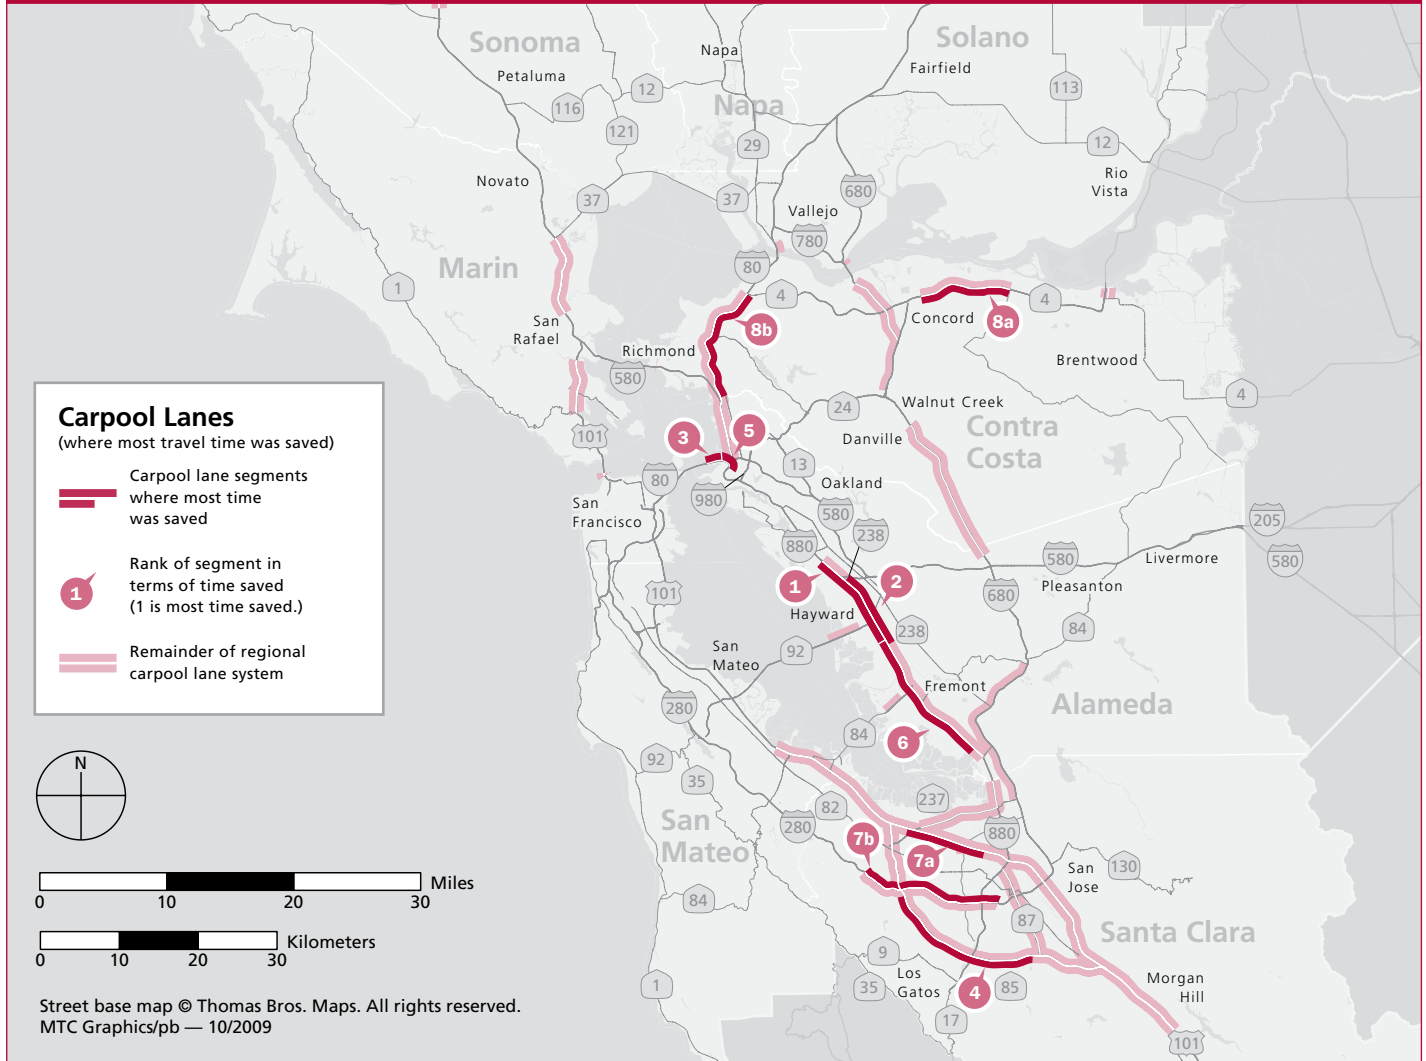 Sonoma
Napa
Solano
Petaluma
Fairfield
12
116
113
Napa
121
29
12
Novato
37
37
680
Rio
Vista
Vallejo
780
Marin
80
1
4
4
San
Rafael
Concord
8a
8b
Richmond
Brentwood
580
4
Walnut Creek
24
Contra
Costa
101
3
5
Danville
13
80
Oakland
980
San
Francisco
580
205
238
880
580
Livermore
580
1
2
Pleasanton
101
680
Hayward
84
238
San
Mateo
92
Fremont
280
Alameda
84
6
92
35
237
82
280
San
Mateo
880
7b
7a
San
Jose
130
84
87
Santa Clara
9
Los
Gatos
Morgan
Hill
1
35
4
85
17
101
Carpool Lanes
(where most travel time was saved)
Carpool lane segments
where most time
was saved
1
Rank of segment in
terms of time saved
(1 is most time saved.)
Remainder of regional
carpool lane system
N
Miles
0 10 20 30
Kilometers
0 10 20 30
Street base map © Thomas Bros. Maps. All rights reserved.
MTC Graphics/pb — 10/2009